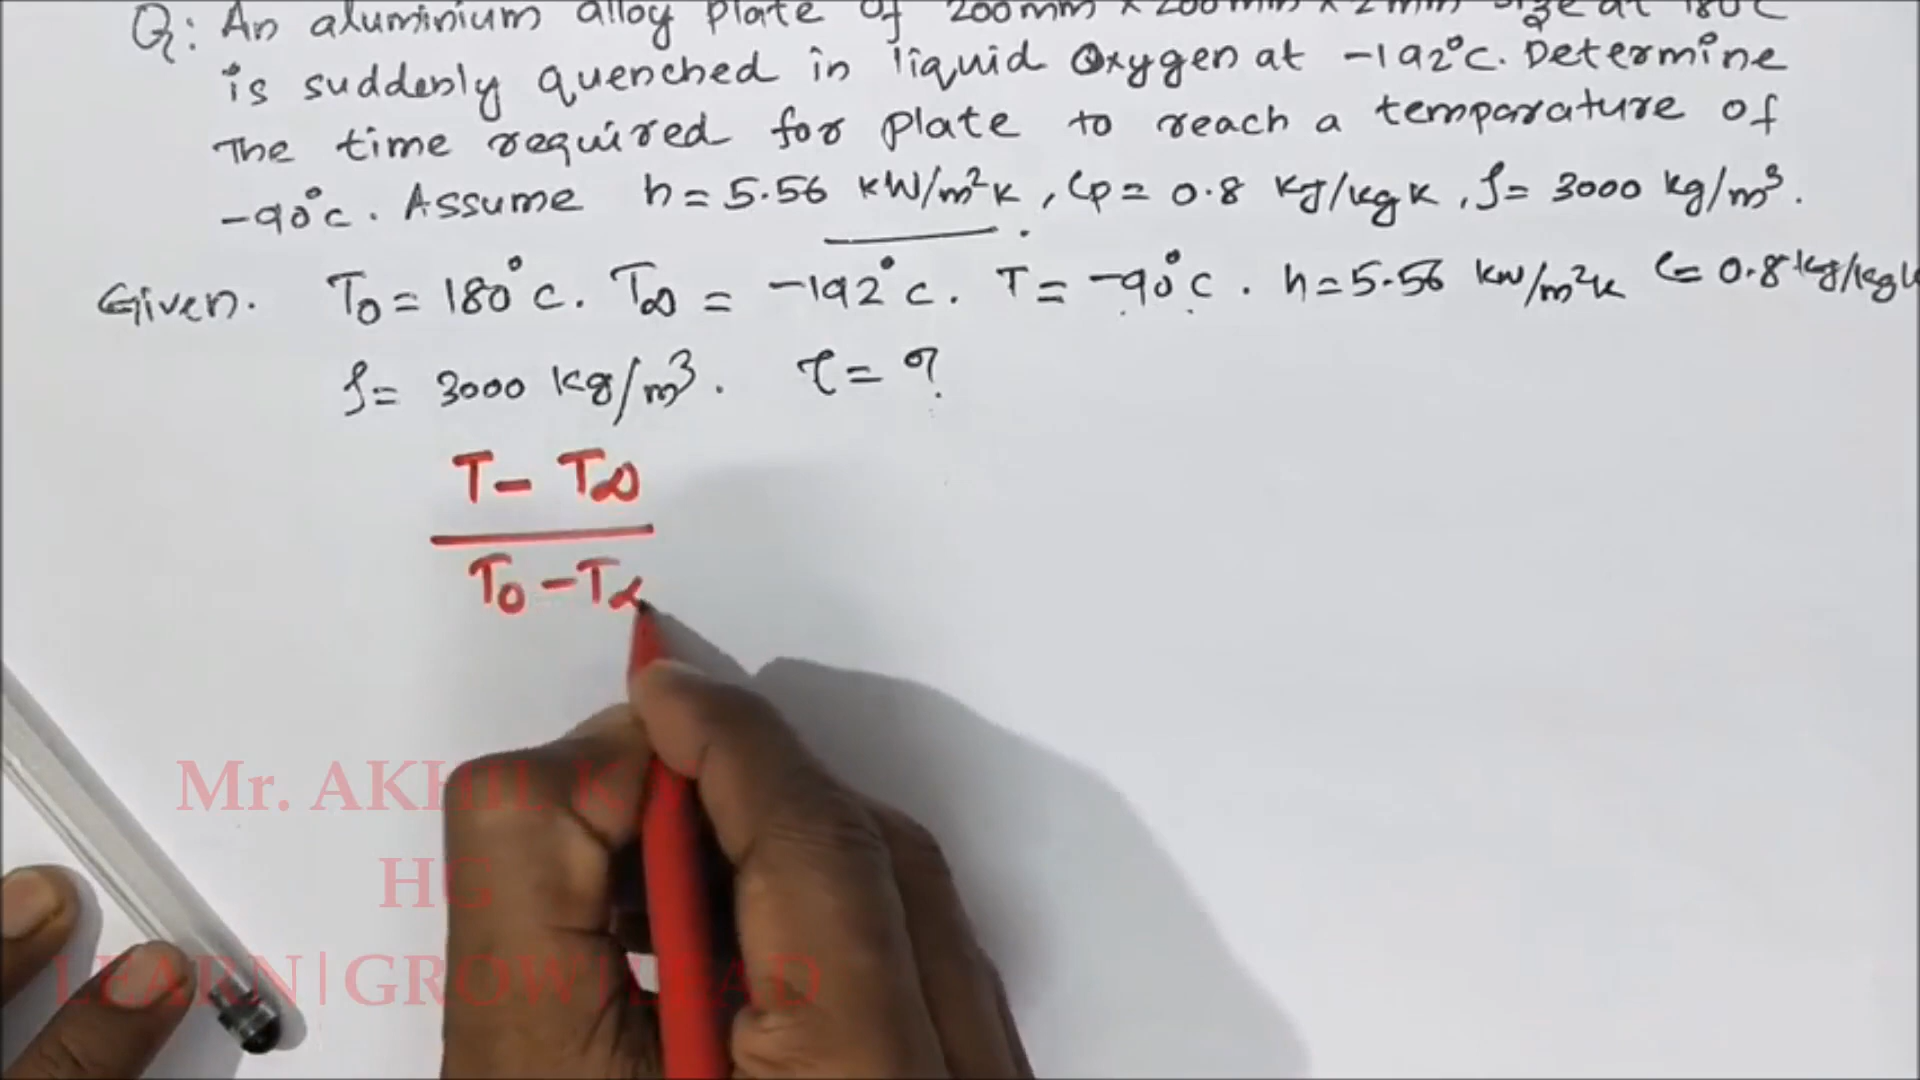 Q: An aluminium alloy plate of 200mm x 200mm x 2mm size at 180°C
is suddenly quenched in liquid Oxygen at -192°C. Determine
The time required for plate to reach a temparature of
-90°C. Assume h = 5.56 KW/m²K, Cp = 0.8 KJ/kgK, ρ = 3000 kg/m³.
Given. T₀ = 180°C. T∞ = -192°C. T = -90°C. h = 5.56 KW/m²K C = 0.8 KJ/kgK
ρ = 3000 kg/m³. τ = ?
T - T∞
T₀ - T
Mr. AKHIL K
HG
LEARN|GROW|LEAD